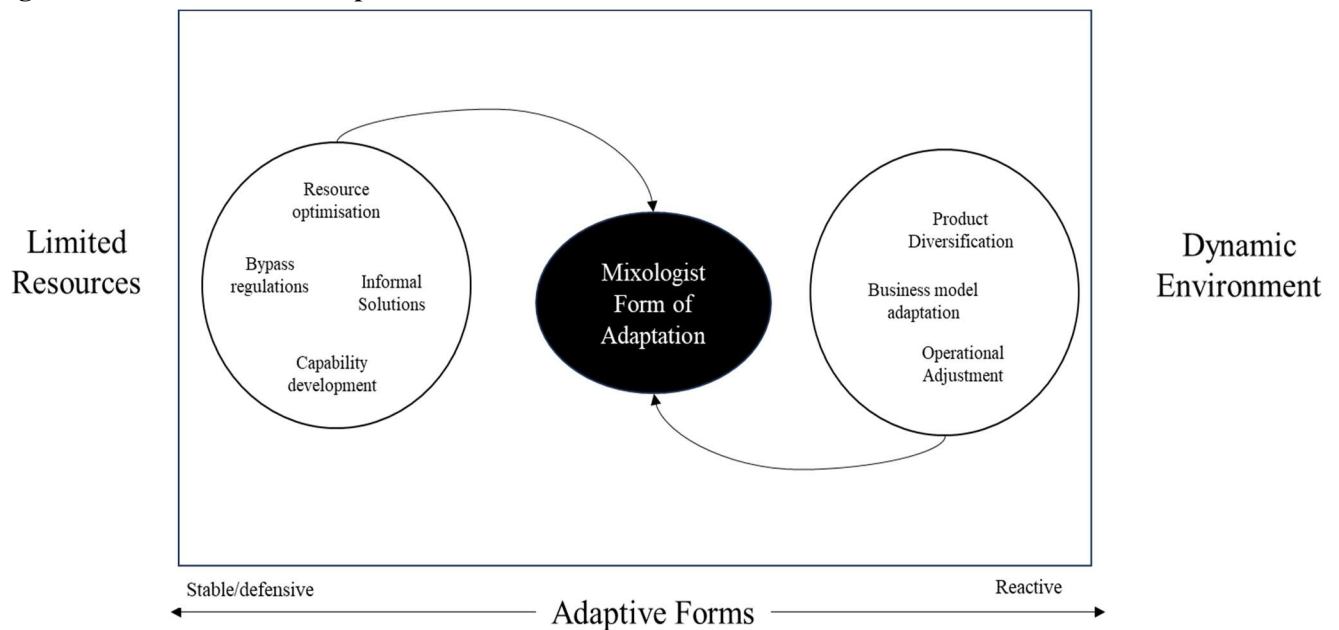 Limited
Resources
Resource
optimisation
Bypass
regulations
Informal
Solutions
Capability
development
Mixologist
Form of
Adaptation
Product
Diversification
Business model
adaptation
Operational
Adjustment
Dynamic
Environment
Stable/defensive
Reactive
Adaptive Forms